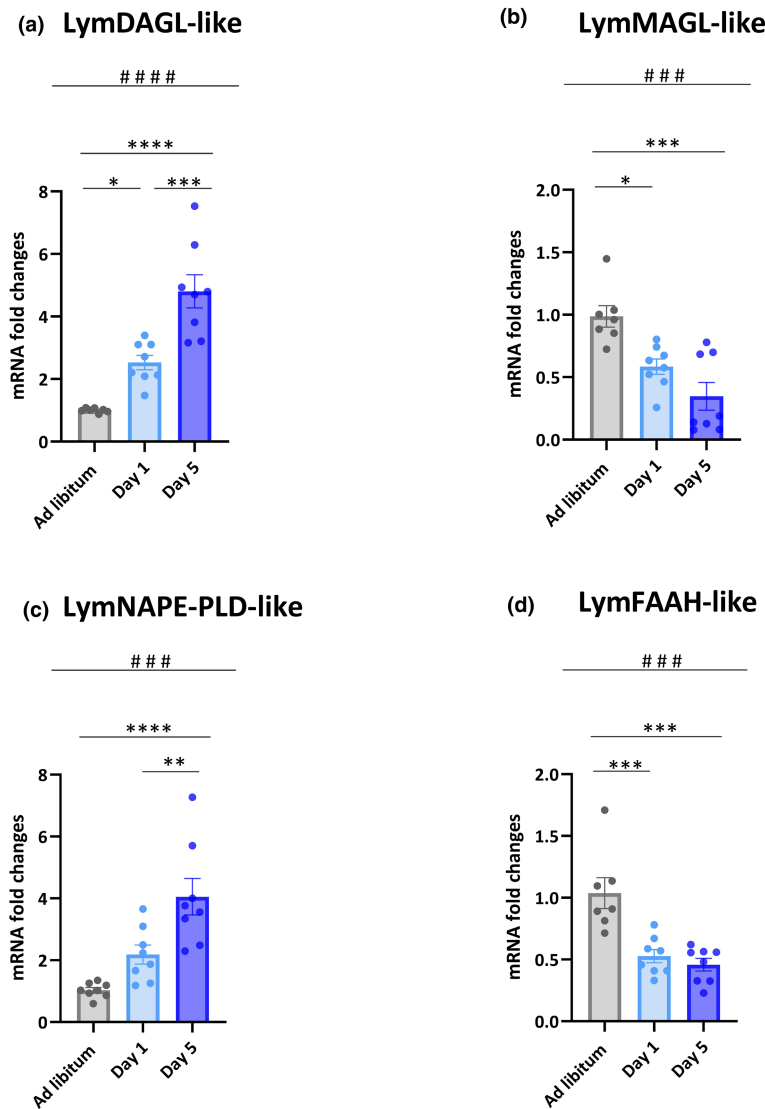 (a) LymDAGL-like
# # # #
****
* ***
mRNA fold changes
8
6
4
2
0
Ad libitum
Day 1
Day 5
(b) LymMAGL-like
# # #
***
*
mRNA fold changes
2.0
1.5
1.0
0.5
0.0
Ad libitum
Day 1
Day 5
(c) LymNAPE-PLD-like
# # #
****
**
mRNA fold changes
8
6
4
2
0
Ad libitum
Day 1
Day 5
(d) LymFAAH-like
# # #
***
***
mRNA fold changes
2.0
1.5
1.0
0.5
0.0
Ad libitum
Day 1
Day 5